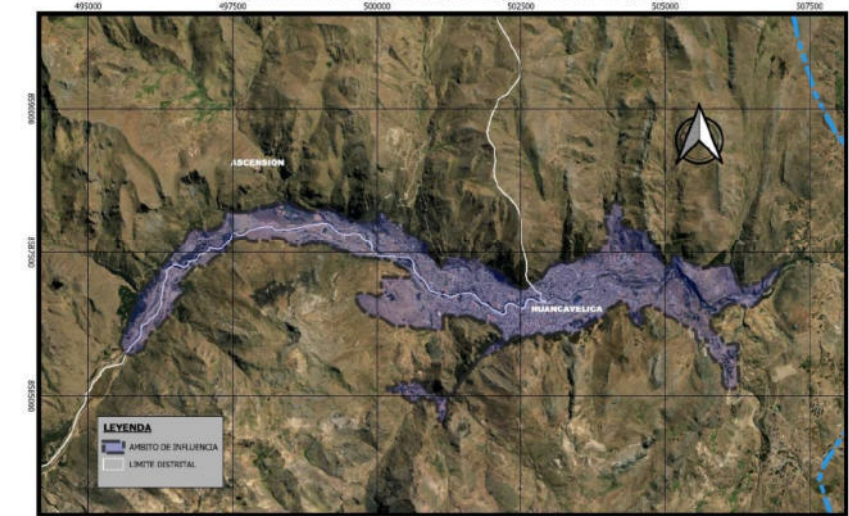 495000 497500 500000 502500 505000 507500
8590000
ASCENSION
8587500
HUANCAVELICA
8585000
LEYENDA
AMBITO DE INFLUENCIA
LIMITE DISTRITAL